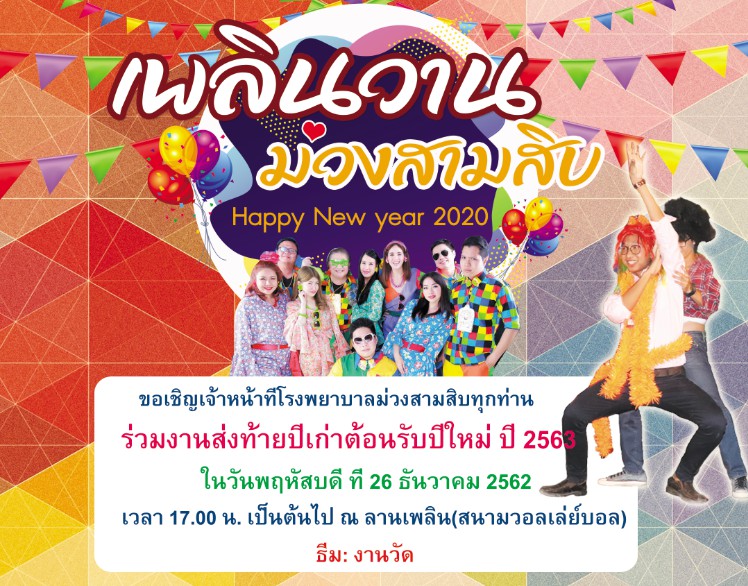 เพลินวาน
ม่วงสามสิบ
Happy New year 2020
ขอเชิญเจ้าหน้าที่โรงพยาบาลม่วงสามสิบทุกท่าน
ร่วมงานส่งท้ายปีเก่าต้อนรับปีใหม่ ปี 2563
ในวันพฤหัสบดี ที่ 26 ธันวาคม 2562
เวลา 17.00 น. เป็นต้นไป ณ ลานเพลิน(สนามวอลเล่ย์บอล)
ธีม: งานวัด